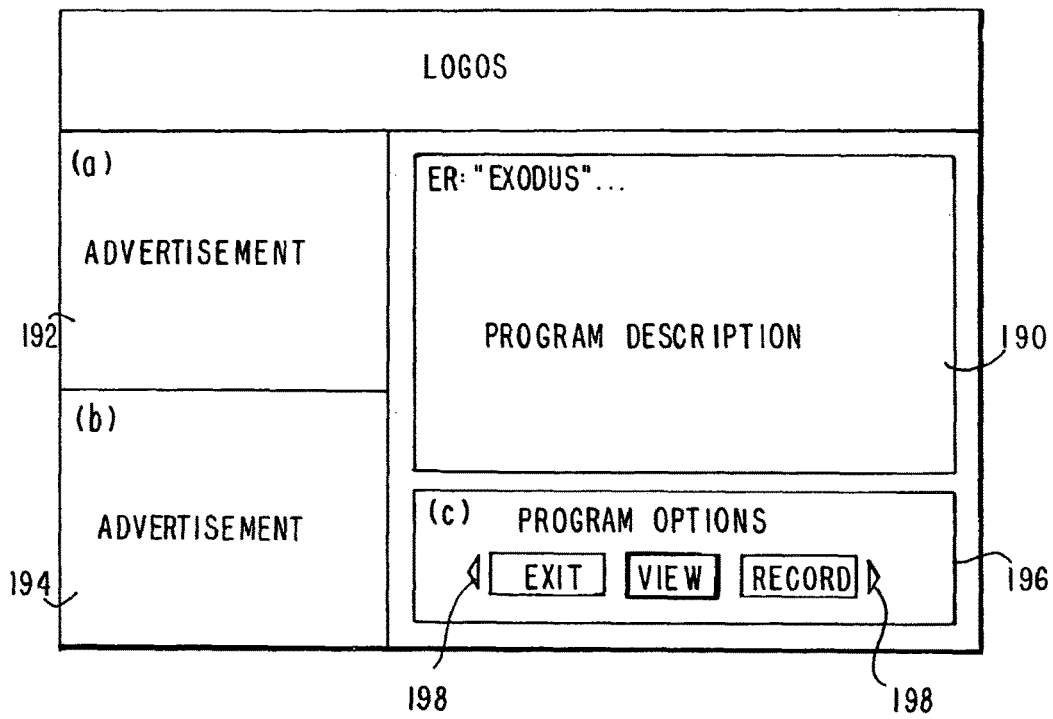 LOGOS
(a)
ADVERTISEMENT
192
(b)
ADVERTISEMENT
194
ER: "EXODUS"...
PROGRAM DESCRIPTION
190
(c) PROGRAM OPTIONS
EXIT VIEW RECORD
196
198 198